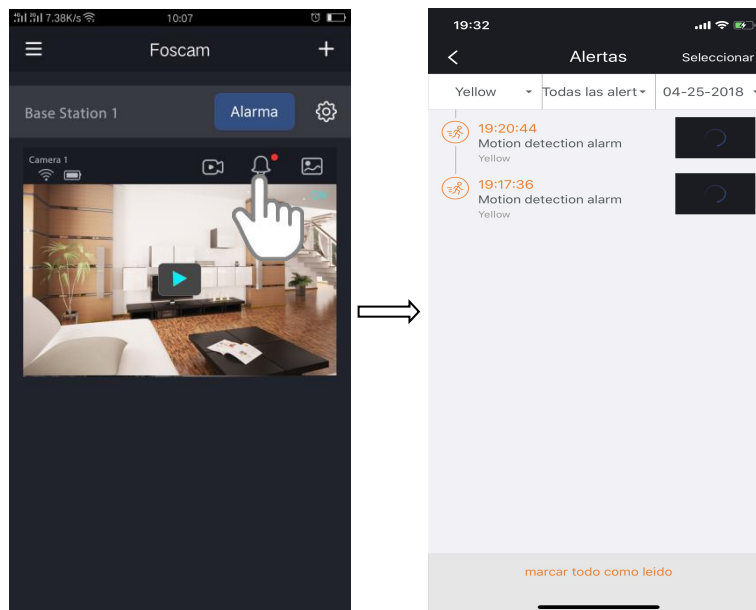 7.38K/s
10:07
Foscam
Base Station 1
Alarma
Camera 1
19:32
Alertas
Seleccionar
Yellow
Todas las alert
04-25-2018
19:20:44
Motion detection alarm
Yellow
19:17:36
Motion detection alarm
Yellow
marcar todo como leido